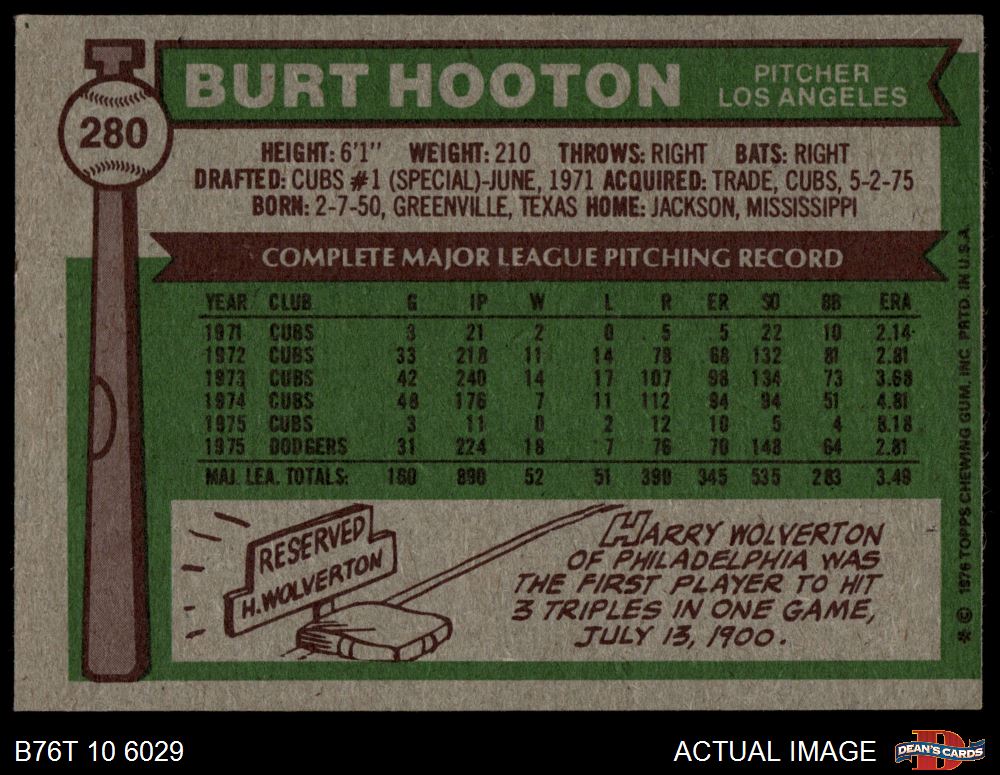 280
BURT HOOTON
PITCHER
LOS ANGELES
HEIGHT: 6'1" WEIGHT: 210 THROWS: RIGHT BATS: RIGHT
DRAFTED: CUBS #1 (SPECIAL)-JUNE, 1971 ACQUIRED: TRADE, CUBS, 5-2-75
BORN: 2-7-50, GREENVILLE, TEXAS HOME: JACKSON, MISSISSIPPI
COMPLETE MAJOR LEAGUE PITCHING RECORD
YEAR CLUB G IP W L R ER SO BB ERA
1971 CUBS 3 21 2 0 5 5 22 10 2.14
1972 CUBS 33 218 11 14 78 68 132 81 2.81
1973 CUBS 42 240 14 17 107 98 134 73 3.68
1974 CUBS 48 176 7 11 112 94 94 51 4.81
1975 CUBS 3 11 0 2 12 10 5 4 8.18
1975 DODGERS 31 224 18 7 76 70 148 64 2.81
MAJ. LEA. TOTALS: 160 890 52 51 390 345 535 283 3.49
RESERVED
H. WOLVERTON
HARRY WOLVERTON
OF PHILADELPHIA WAS
THE FIRST PLAYER TO HIT
3 TRIPLES IN ONE GAME,
JULY 13, 1900.
* © 1976 TOPPS CHEWING GUM, INC. PRTD. IN U.S.A.
B76T 10 6029
ACTUAL IMAGE
DEAN'S CARDS